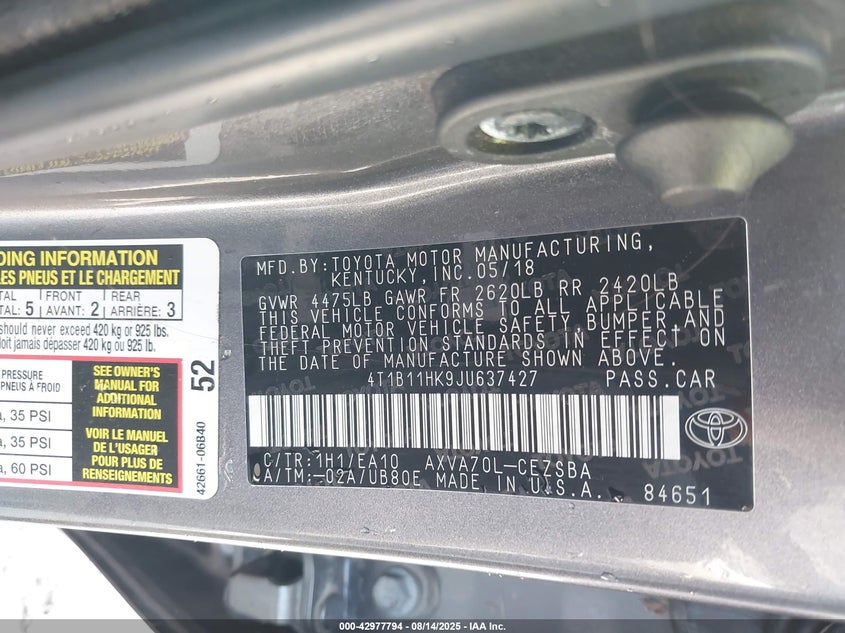 DING INFORMATION
LES PNEUS ET LE CHARGEMENT
TAL FRONT REAR
TAL: 5 AVANT: 2 ARRIÈRE: 3
should never exceed 420 kg or 925 lbs.
doit jamais dépasser 420 kg ou 925 lb.
PRESSURE
a, 35 PSI
a, 35 PSI
a, 60 PSI
SEE OWNER'S
MANUAL FOR
ADDITIONAL
INFORMATION
VOIR LE MANUEL
DE L'USAGER
POUR PLUS DE
RENSEIGNEMENTS
52
42661-06B40
MFD.BY:TOYOTA MOTOR MANUFACTURING,
KENTUCKY, INC.05/18
GVWR 4475LB GAWR FR 2620LB RR 2420LB
THIS VEHICLE CONFORMS TO ALL APPLICABLE
FEDERAL MOTOR VEHICLE SAFETY,BUMPER,AND
THEFT PREVENTION STANDARDS IN EFFECT ON
THE DATE OF MANUFACTURE SHOWN ABOVE.
4T1B11HK9JU637427 PASS.CAR
C/TR:1H1/EA10 AXVA70L-CEZSBA
A/TM:-02A/UB80E MADE IN U.S.A.
84651
TOYOTA
000-42977794 - 08/14/2025 - IAA Inc.